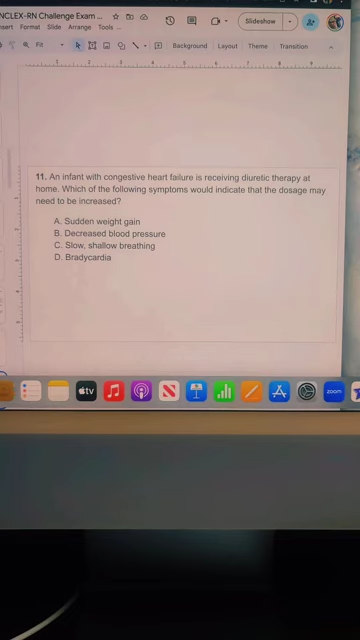 NCLEX-RN Challenge Exam ...
Slideshow
Format Slide Arrange Tools ...
Fit
Background Layout Theme Transition
11. An infant with congestive heart failure is receiving diuretic therapy at
home. Which of the following symptoms would indicate that the dosage may
need to be increased?
A. Sudden weight gain
B. Decreased blood pressure
C. Slow, shallow breathing
D. Bradycardia
tv
zoom